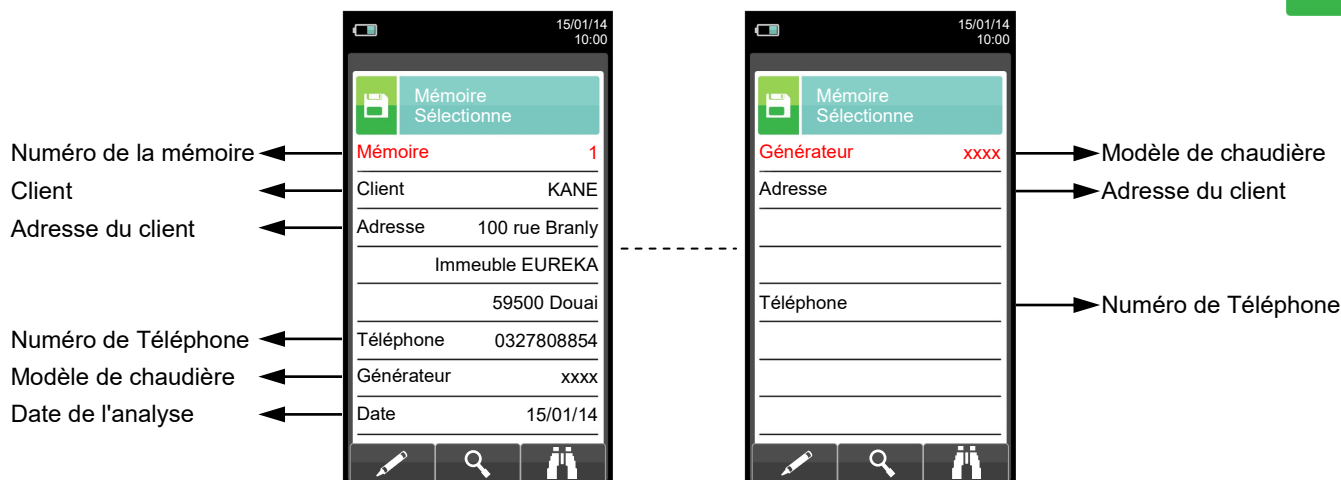 15/01/14
10:00
Mémoire
Sélectionne
Numéro de la mémoire
Mémoire 1
Client
Client KANE
Adresse du client
Adresse 100 rue Branly
Immeuble EUREKA
59500 Douai
Numéro de Téléphone
Téléphone 0327808854
Modèle de chaudière
Générateur xxxx
Date de l'analyse
Date 15/01/14
15/01/14
10:00
Mémoire
Sélectionne
Générateur xxxx
Modèle de chaudière
Adresse
Adresse du client
Téléphone
Numéro de Téléphone